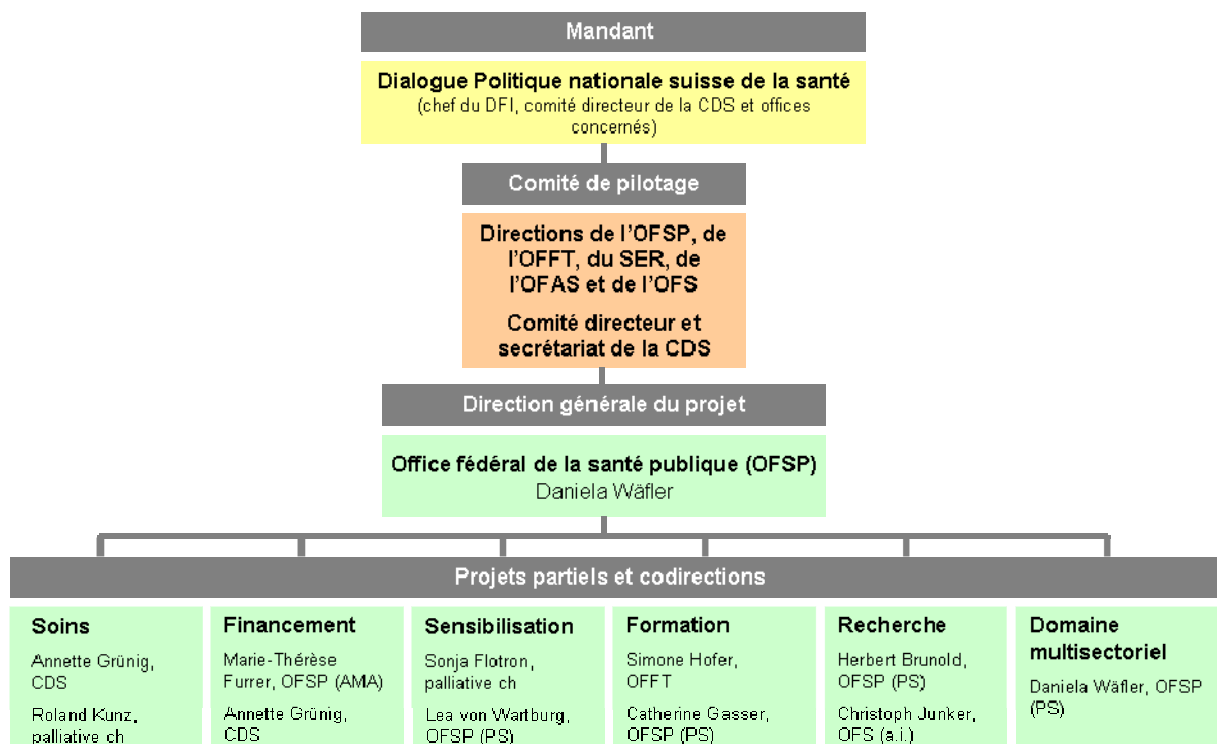 Mandant
Dialogue Politique nationale suisse de la santé
(chef du DFI, comité directeur de la CDS et offices
concernés)
Comité de pilotage
Directions de l'OFSP, de
l'OFFT, du SER, de
l'OFAS et de l'OFS
Comité directeur et
secrétariat de la CDS
Direction générale du projet
Office fédéral de la santé publique (OFSP)
Daniela Wäfler
Projets partiels et codirections
Soins
Annette Grünig,
CDS
Roland Kunz,
palliative ch
Financement
Marie-Thérèse
Furrer, OFSP (AMA)
Annette Grünig,
CDS
Sensibilisation
Sonja Flotron,
palliative ch
Lea von Wartburg,
OFSP (PS)
Formation
Simone Hofer,
OFFT
Catherine Gasser,
OFSP (PS)
Recherche
Herbert Brunold,
OFSP (PS)
Christoph Junker,
OFS (a.i.)
Domaine
multisectoriel
Daniela Wäfler, OFSP
(PS)